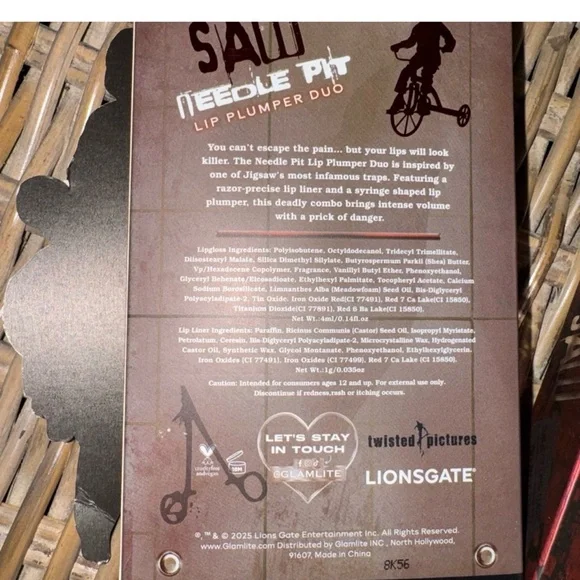 SAW
NEEDLE PIT
LIP PLUMPER DUO
You can't escape the pain... but your lips will look
killer. The Needle Pit Lip Plumper Duo is inspired by
one of Jigsaw's most infamous traps. Featuring a
razor-precise lip liner and a syringe shaped lip
plumper, this deadly combo brings intense volume
with a prick of danger.
Lipgloss Ingredients: Polyisobutene, Octyldodecanol, Tridecyl Trimellitate,
Diisostearyl Malate, Silica Dimethyl Silylate, Butyrospermum Parkii (Shea) Butter,
Vp/Hexadecene Copolymer, Fragrance, Vanillyl Butyl Ether, Phenoxyethanol,
Glyceryl Behenate/Eicosadioate, Ethylhexyl Palmitate, Tocopheryl Acetate, Calcium
Sodium Borosilicate, Limnanthes Alba (Meadowfoam) Seed Oil, Bis-Diglyceryl
Polyacyladipate-2, Tin Oxide. Iron Oxide Red(CI 77491), Red 7 Ca Lake(CI 15850),
Titanium Dioxide(CI 77891), Red 6 Ba Lake(CI 15850).
Net Wt.:4ml/0.14fl.oz
Lip Liner Ingredients: Paraffin, Ricinus Communis (Castor) Seed Oil, Isopropyl Myristate,
Petrolatum, Ceresin, Bis-Diglyceryl Polyacyladipate-2, Microcrystalline Wax, Hydrogenated
Castor Oil, Synthetic Wax, Glycol Montanate, Phenoxyethanol, Ethylhexylglycerin.
Iron Oxides (CI 77491), Iron Oxides (CI 77499), Red 7 Ca Lake (CI 15850).
Net Wt.:1g/0.035oz
Caution: Intended for consumers ages 12 and up. For external use only.
Discontinue if redness,rash or itching occurs.
LET'S STAY
IN TOUCH
@GLAMLITE
crueltyfree
andvegan
12M
twisted pictures
LIONSGATE
®, ™ & © 2025 Lions Gate Entertainment Inc. All Rights Reserved.
www.Glamlite.com Distributed by Glamlite INC , North Hollywood,
91607, Made in China
8K56